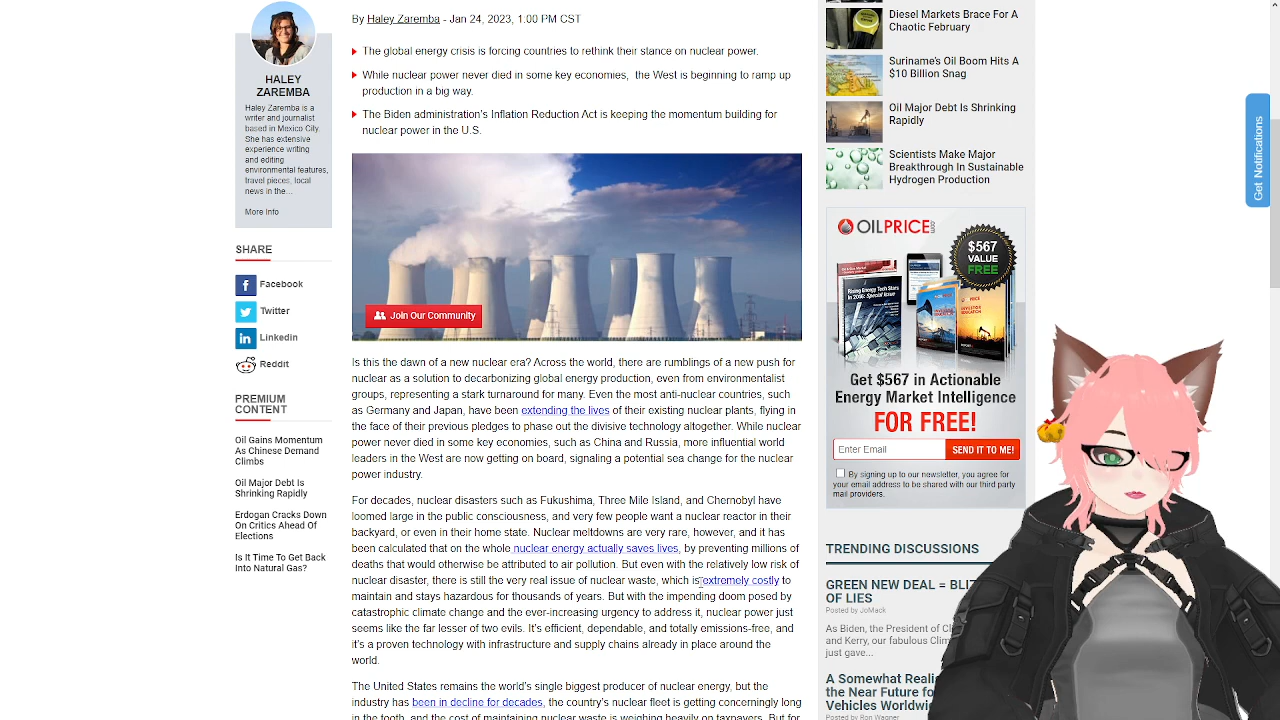 By Haley Zaremba - Jan 24, 2023, 1:00 PM CST
The global energy crisis is forcing countries to rethink their stance on nuclear power.
While nuclear power never died in some key economies, the West is beginning to ramp up
production in a big way.
The Biden administration's Inflation Reduction Act is keeping the momentum building for
nuclear power in the U.S.
HALEY
ZAREMBA
Haley Zaremba is a
writer and journalist
based in Mexico City.
She has extensive
experience writing
and editing
environmental features,
travel pieces, local
news in the...
More Info
SHARE
Facebook
Twitter
Linkedin
Reddit
PREMIUM
CONTENT
Oil Gains Momentum
As Chinese Demand
Climbs
Oil Major Debt Is
Shrinking Rapidly
Erdogan Cracks Down
On Critics Ahead Of
Elections
Is It Time To Get Back
Into Natural Gas?
Join Our Community
Is this the dawn of a new nuclear era? Across the world, there are rumblings of a new push for
nuclear as a solution to decarbonizing global energy production, even from environmentalist
groups, representing a stark turnaround for many. Even the most anti-nuclear countries, such
as Germany and Japan, have been extending the lives of their existing nuclear plants, flying in
the face of their previous pledges to phase out the divisive technology altogether. While nuclear
power never died in some key economies, such as China and Russia, more influential world
leaders in the West are now getting on board, signaling a potential sea change for the nuclear
power industry.
For decades, nuclear disasters such as Fukushima, Three Mile Island, and Chernobyl have
loomed large in the public consciousness, and very few people want a nuclear reactor in their
backyard, or even in their home state. Nuclear meltdowns are very rare, however, and it has
been calculated that on the whole nuclear energy actually saves lives, by preventing millions of
deaths that would otherwise be attributed to air pollution. But even with the relatively low risk of
nuclear disaster, there is still the very real issue of nuclear waste, which is extremely costly to
maintain and stays hazardous for thousands of years. But with the impending doom posed by
catastrophic climate change and the ever-increasing urgency to address it, nuclear power just
seems like the lesser of two evils. It's efficient, dependable, and totally emissions-free, and
it's a proven technology with infrastructure and supply chains already in place around the
world.
The United States remains the world's single biggest producer of nuclear energy, but the
industry has been in decline for decades; the country's nuclear fleet is getting concerningly long
Diesel Markets Brace For A
Chaotic February
Suriname's Oil Boom Hits A
$10 Billion Snag
Oil Major Debt Is Shrinking
Rapidly
Scientists Make Major
Breakthrough In Sustainable
Hydrogen Production
OILPRICE.com
$567
VALUE
FREE
Get $567 in Actionable
Energy Market Intelligence
FOR FREE!
Enter Email
SEND IT TO ME!
By signing up to our newsletter, you agree for
your email address to be shared with our third party
mail providers.
TRENDING DISCUSSIONS
GREEN NEW DEAL = BLIZ
OF LIES
Posted by JoMack
As Biden, the President of Cl
and Kerry, our fabulous Clim
just gave...
A Somewhat Reali
the Near Future fo
Vehicles Worldwi
Posted by Ron Wagner
Get Notifications